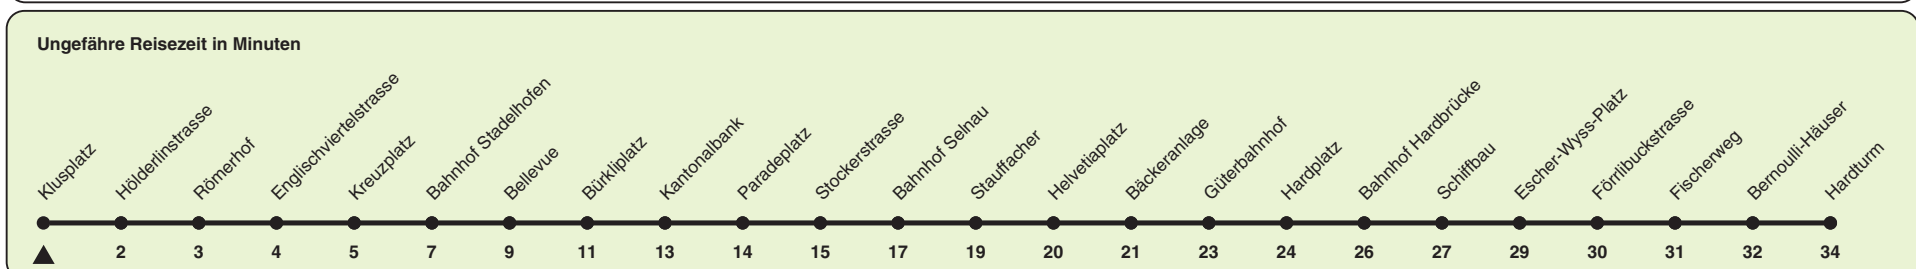 Ungefähre Reisezeit in Minuten
Klusplatz
Hölderlinstrasse
Römerhof
Englischviertelstrasse
Kreuzplatz
Bahnhof Stadelhofen
Bellevue
Bürkliplatz
Kantonalbank
Paradeplatz
Stockerstrasse
Bahnhof Selnau
Stauffacher
Helvetiaplatz
Bäckeranlage
Güterbahnhof
Hardplatz
Bahnhof Hardbrücke
Schiffbau
Escher-Wyss-Platz
Förrlibuckstrasse
Fischerweg
Bernoulli-Häuser
Hardturm
2 3 4 5 7 9 11 13 14 15 17 19 20 21 23 24 26 27 29 30 31 32 34